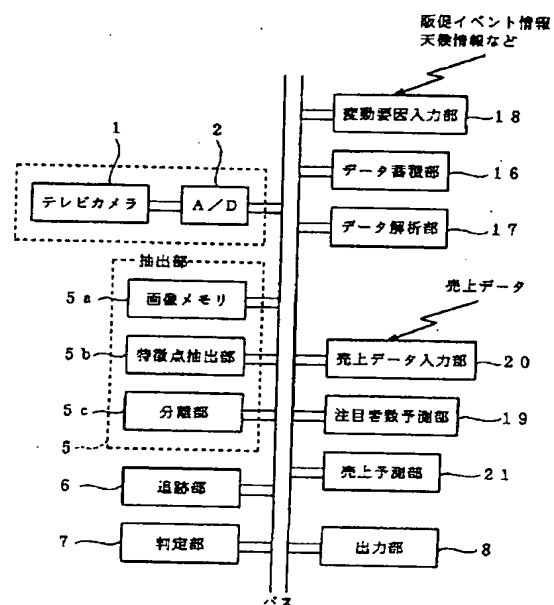 販促イベント情報
天候情報など
変動要因入力部 18
1 2
データ蓄積部 16
テレビカメラ A/D
データ解析部 17
抽出部
売上データ
5a 画像メモリ
5b 特徴点抽出部
売上データ入力部 20
5c 分離部
注目客数予測部 19
5
売上予測部 21
6 追跡部
7 判定部
出力部 8
バス